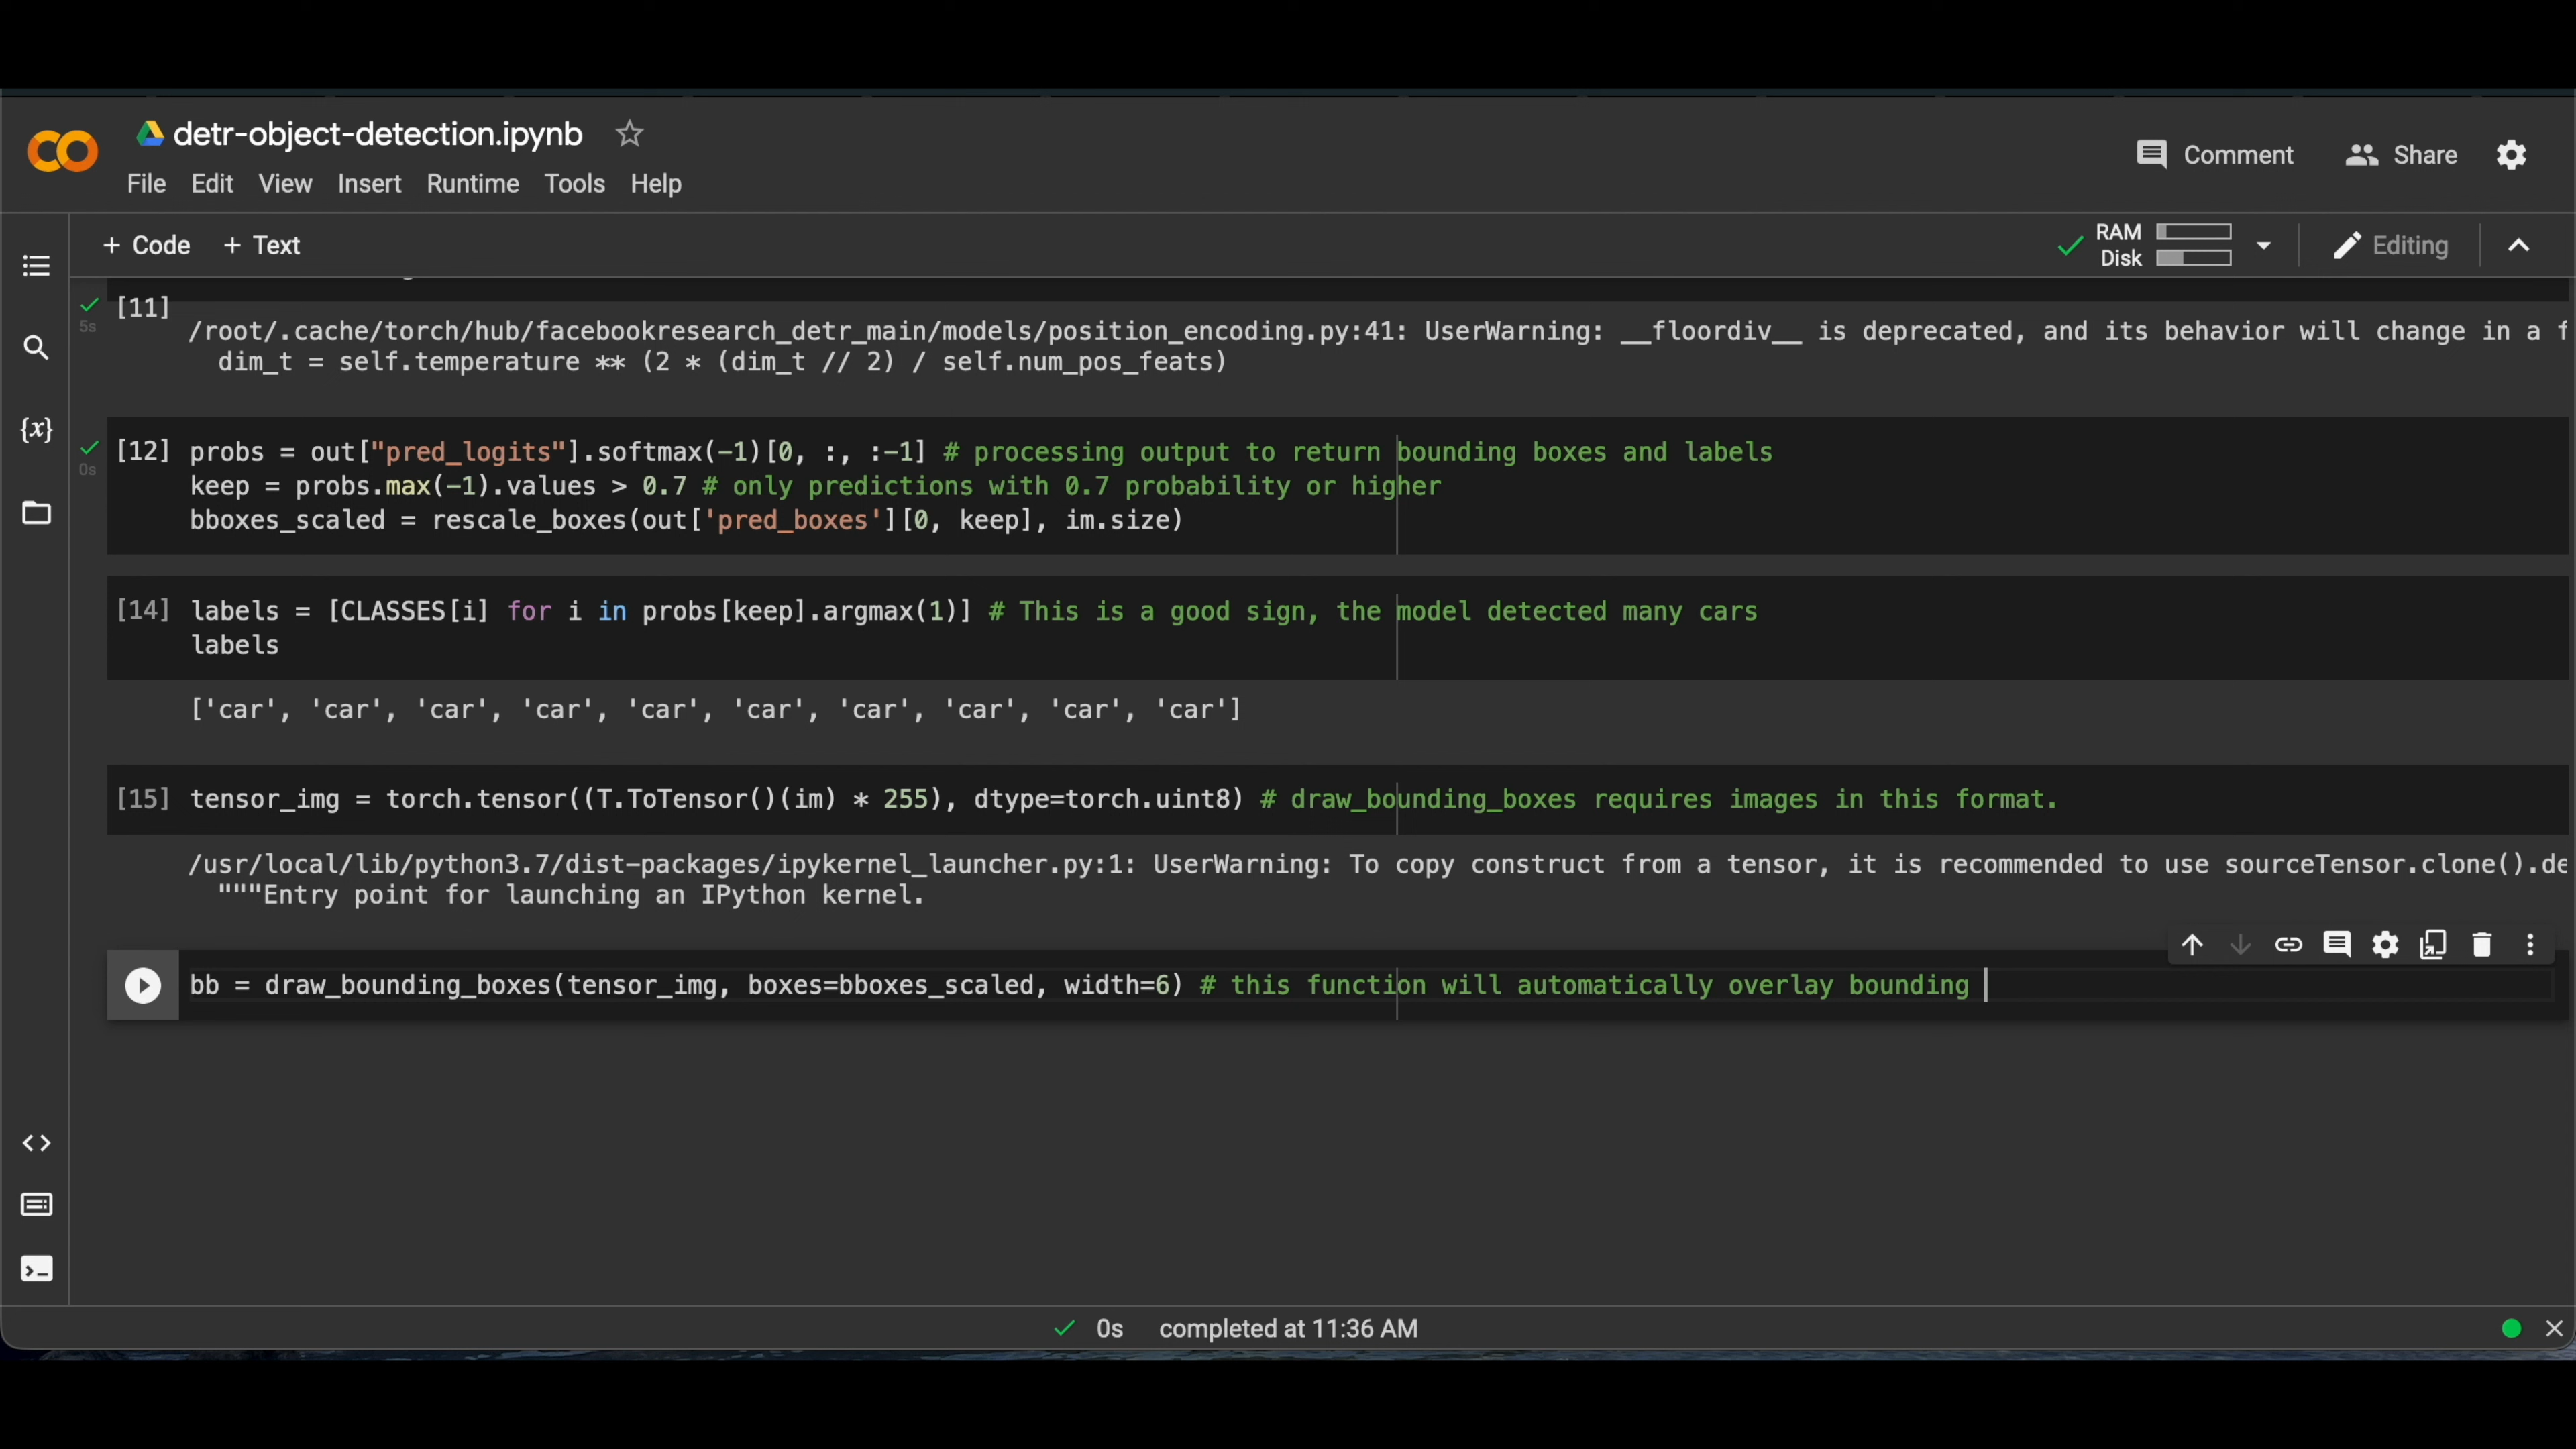 detr-object-detection.ipynb
File Edit View Insert Runtime Tools Help
Comment Share
+ Code + Text
RAM
Disk
Editing
[11]
5s
/root/.cache/torch/hub/facebookresearch_detr_main/models/position_encoding.py:41: UserWarning: __floordiv__ is deprecated, and its behavior will change in a f
dim_t = self.temperature ** (2 * (dim_t // 2) / self.num_pos_feats)
[12] probs = out["pred_logits"].softmax(-1)[0, :, :-1] # processing output to return bounding boxes and labels
0s
keep = probs.max(-1).values > 0.7 # only predictions with 0.7 probability or higher
bboxes_scaled = rescale_boxes(out['pred_boxes'][0, keep], im.size)
[14] labels = [CLASSES[i] for i in probs[keep].argmax(1)] # This is a good sign, the model detected many cars
labels
['car', 'car', 'car', 'car', 'car', 'car', 'car', 'car', 'car', 'car']
[15] tensor_img = torch.tensor((T.ToTensor()(im) * 255), dtype=torch.uint8) # draw_bounding_boxes requires images in this format.
/usr/local/lib/python3.7/dist-packages/ipykernel_launcher.py:1: UserWarning: To copy construct from a tensor, it is recommended to use sourceTensor.clone().de
"""Entry point for launching an IPython kernel.
bb = draw_bounding_boxes(tensor_img, boxes=bboxes_scaled, width=6) # this function will automatically overlay bounding
0s completed at 11:36 AM